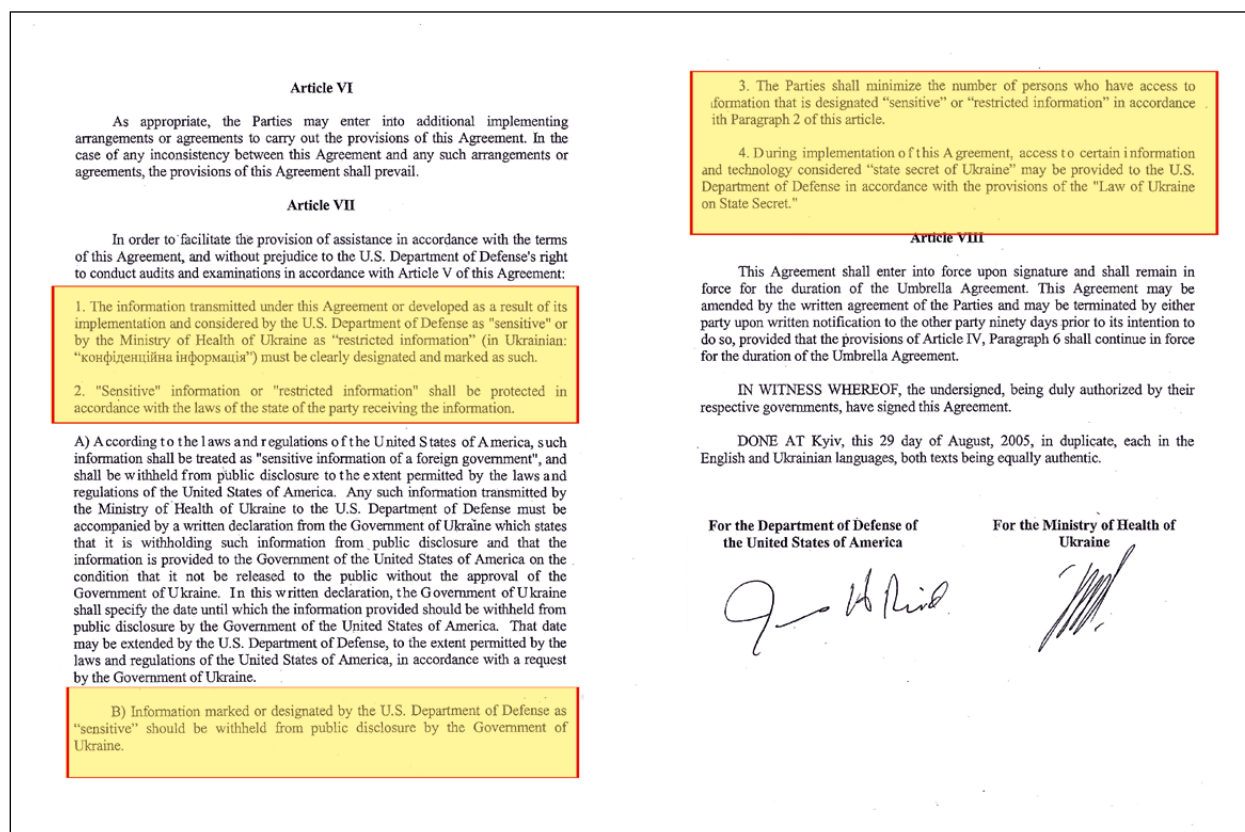 Article VI
As appropriate, the Parties may enter into additional implementing
arrangements or agreements to carry out the provisions of this Agreement. In the
case of any inconsistency between this Agreement and any such arrangements or
agreements, the provisions of this Agreement shall prevail.
Article VII
In order to facilitate the provision of assistance in accordance with the terms
of this Agreement, and without prejudice to the U.S. Department of Defense's right
to conduct audits and examinations in accordance with Article V of this Agreement:
1. The information transmitted under this Agreement or developed as a result of its
implementation and considered by the U.S. Department of Defense as "sensitive" or
by the Ministry of Health of Ukraine as "restricted information" (in Ukrainian:
“конфіденційна інформація”) must be clearly designated and marked as such.
2. "Sensitive" information or "restricted information" shall be protected in
accordance with the laws of the state of the party receiving the information.
A) According to the laws and regulations of the United States of America, such
information shall be treated as "sensitive information of a foreign government", and
shall be withheld from public disclosure to the extent permitted by the laws and
regulations of the United States of America. Any such information transmitted by
the Ministry of Health of Ukraine to the U.S. Department of Defense must be
accompanied by a written declaration from the Government of Ukraine which states
that it is withholding such information from public disclosure and that the
information is provided to the Government of the United States of America on the
condition that it not be released to the public without the approval of the
Government of Ukraine. In this written declaration, the Government of Ukraine
shall specify the date until which the information provided should be withheld from
public disclosure by the Government of the United States of America. That date
may be extended by the U.S. Department of Defense, to the extent permitted by the
laws and regulations of the United States of America, in accordance with a request
by the Government of Ukraine.
B) Information marked or designated by the U.S. Department of Defense as
“sensitive” should be withheld from public disclosure by the Government of
Ukraine.
3. The Parties shall minimize the number of persons who have access to
formation that is designated “sensitive” or “restricted information” in accordance
ith Paragraph 2 of this article.
4. During implementation of this Agreement, access to certain information
and technology considered “state secret of Ukraine” may be provided to the U.S.
Department of Defense in accordance with the provisions of the "Law of Ukraine
on State Secret."
Article VIII
This Agreement shall enter into force upon signature and shall remain in
force for the duration of the Umbrella Agreement. This Agreement may be
amended by the written agreement of the Parties and may be terminated by either
party upon written notification to the other party ninety days prior to its intention to
do so, provided that the provisions of Article IV, Paragraph 6 shall continue in force
for the duration of the Umbrella Agreement.
IN WITNESS WHEREOF, the undersigned, being duly authorized by their
respective governments, have signed this Agreement.
DONE AT Kyiv, this 29 day of August, 2005, in duplicate, each in the
English and Ukrainian languages, both texts being equally authentic.
For the Department of Defense of
the United States of America
For the Ministry of Health of
Ukraine